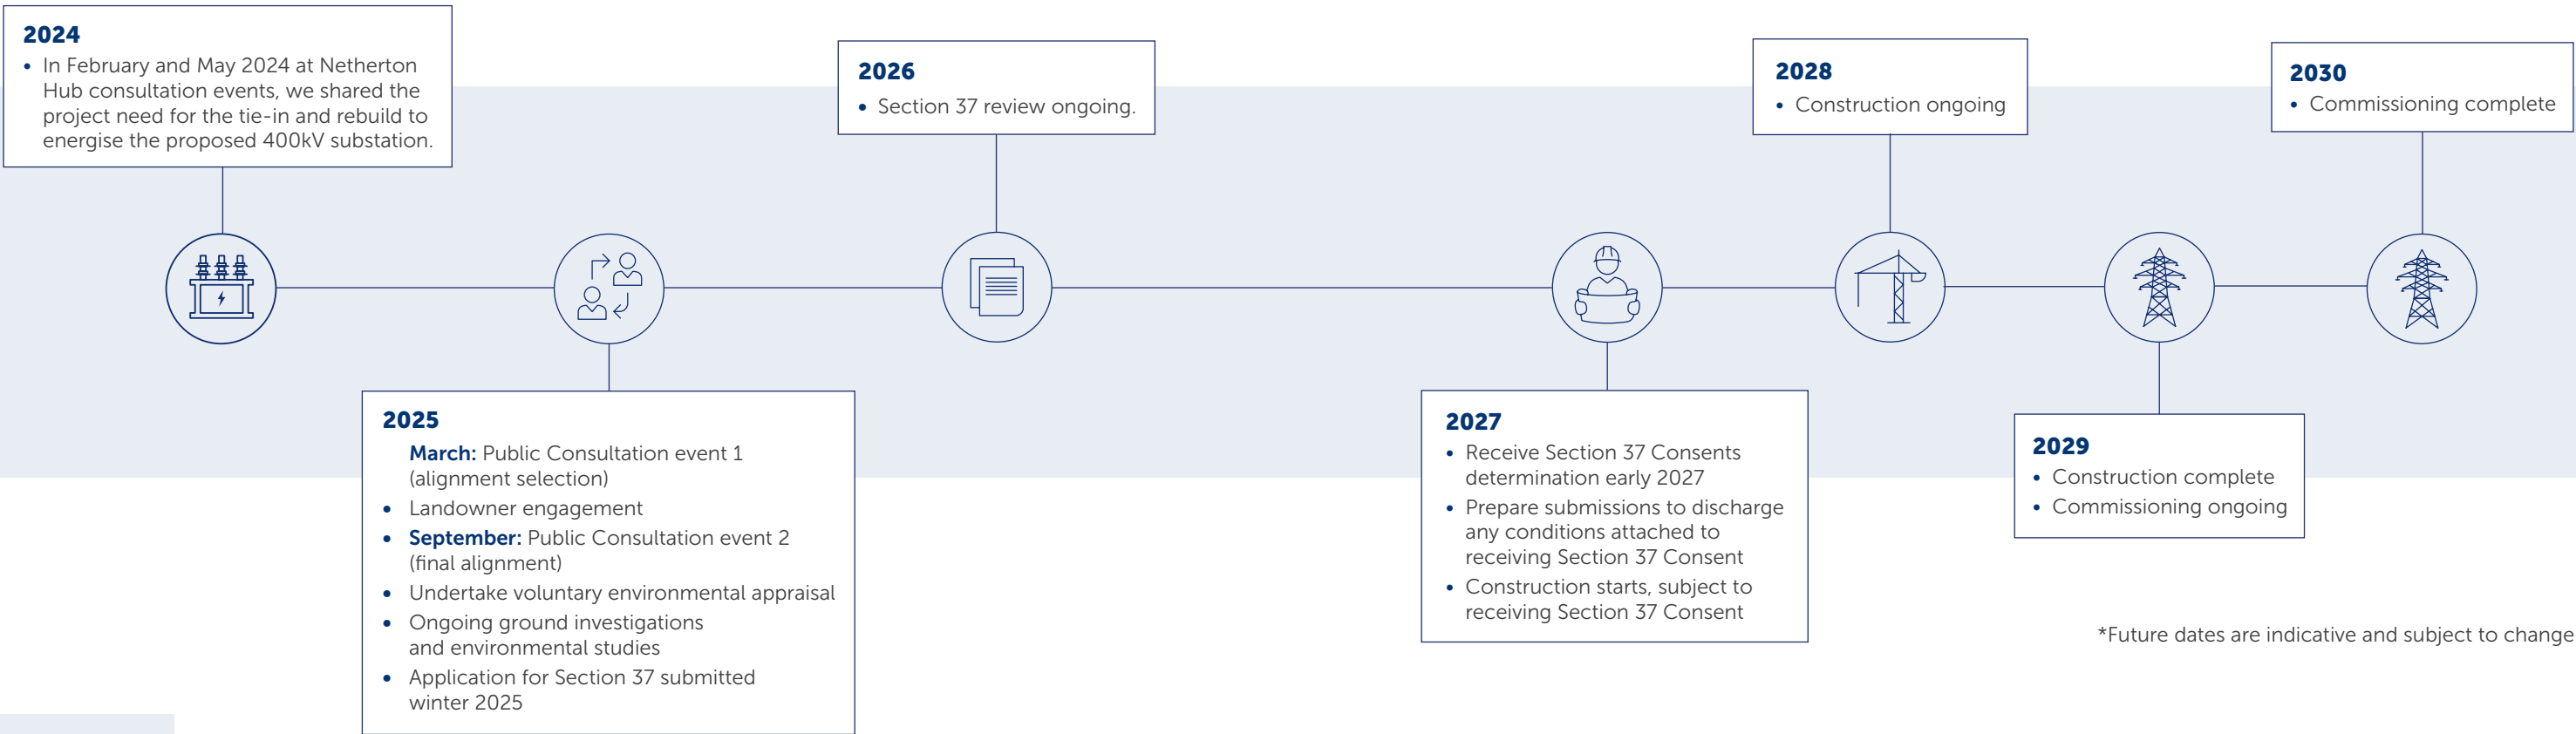 2024
• In February and May 2024 at Netherton
Hub consultation events, we shared the
project need for the tie-in and rebuild to
energise the proposed 400kV substation.
2025
March: Public Consultation event 1
(alignment selection)
• Landowner engagement
• September: Public Consultation event 2
(final alignment)
• Undertake voluntary environmental appraisal
• Ongoing ground investigations
and environmental studies
• Application for Section 37 submitted
winter 2025
2026
• Section 37 review ongoing.
2027
• Receive Section 37 Consents
determination early 2027
• Prepare submissions to discharge
any conditions attached to
receiving Section 37 Consent
• Construction starts, subject to
receiving Section 37 Consent
2028
• Construction ongoing
2029
• Construction complete
• Commissioning ongoing
2030
• Commissioning complete
*Future dates are indicative and subject to change